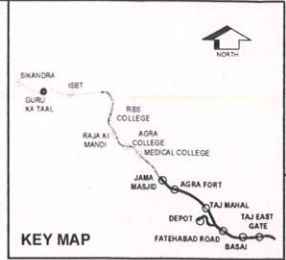 NORTH
SIKANDRA
ISBT
GURU
KA TAAL
RBS
COLLEGE
RAJA KI
MANDI
AGRA
COLLEGE
MEDICAL COLLEGE
JAMA
MASJID
AGRA FORT
TAJ MAHAL
DEPOT
TAJ EAST
GATE
FATEHABAD ROAD
BASAI
KEY MAP